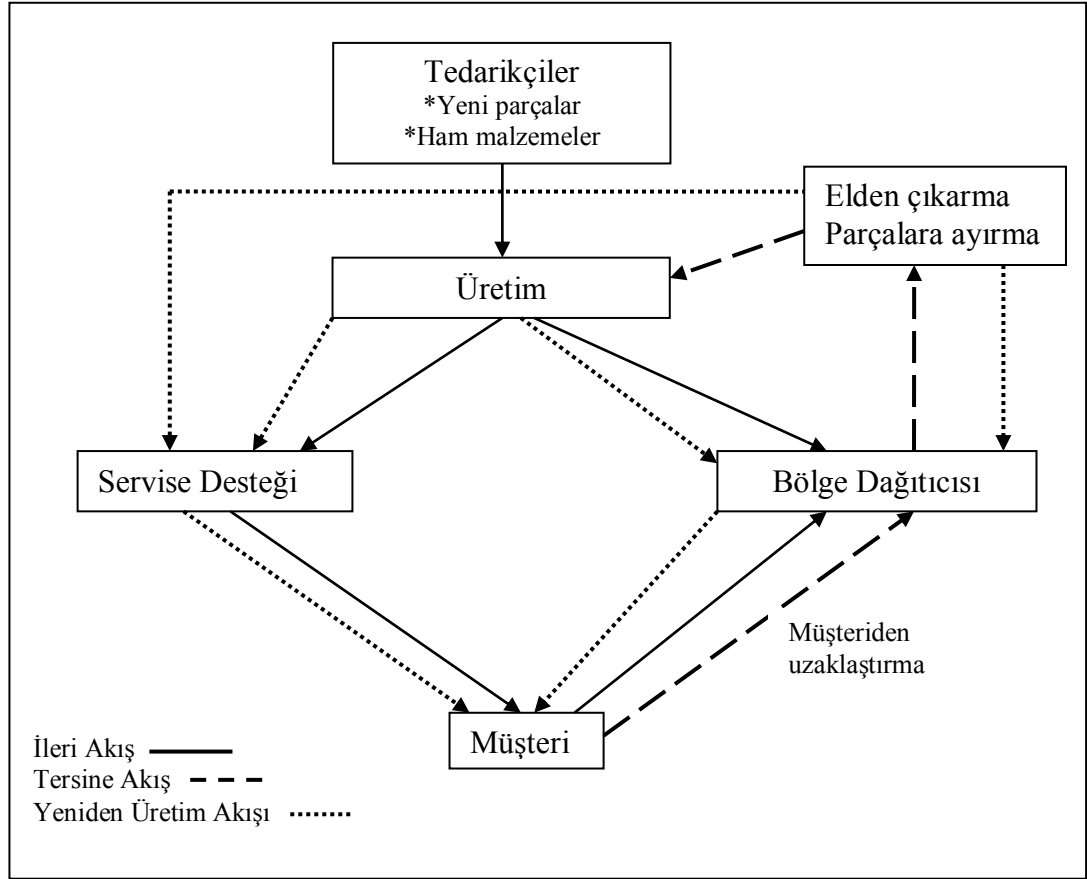 Tedarikçiler
*Yeni parçalar
*Ham malzemeler
Elden çıkarma
Parçalara ayırma
Üretim
Servise Desteği
Bölge Dağıtıcısı
Müşteriden
uzaklaştırma
Müşteri
İleri Akış
Tersine Akış
Yeniden Üretim Akışı